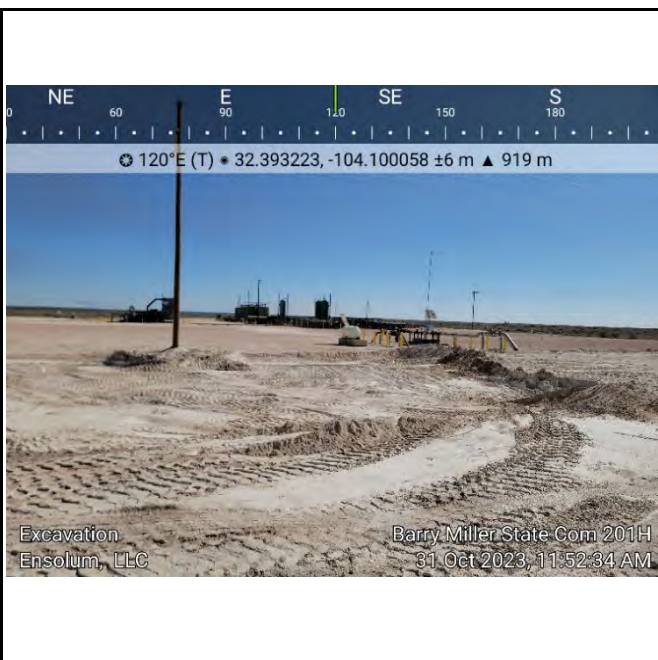 NE E SE S
0 60 90 120 150 180
120°E (T) ● 32.393223, -104.100058 ±6 m ▲ 919 m
Excavation
Ensolum, LLC
Barry Miller State Com 201H
31 Oct 2023, 11:52:34 AM